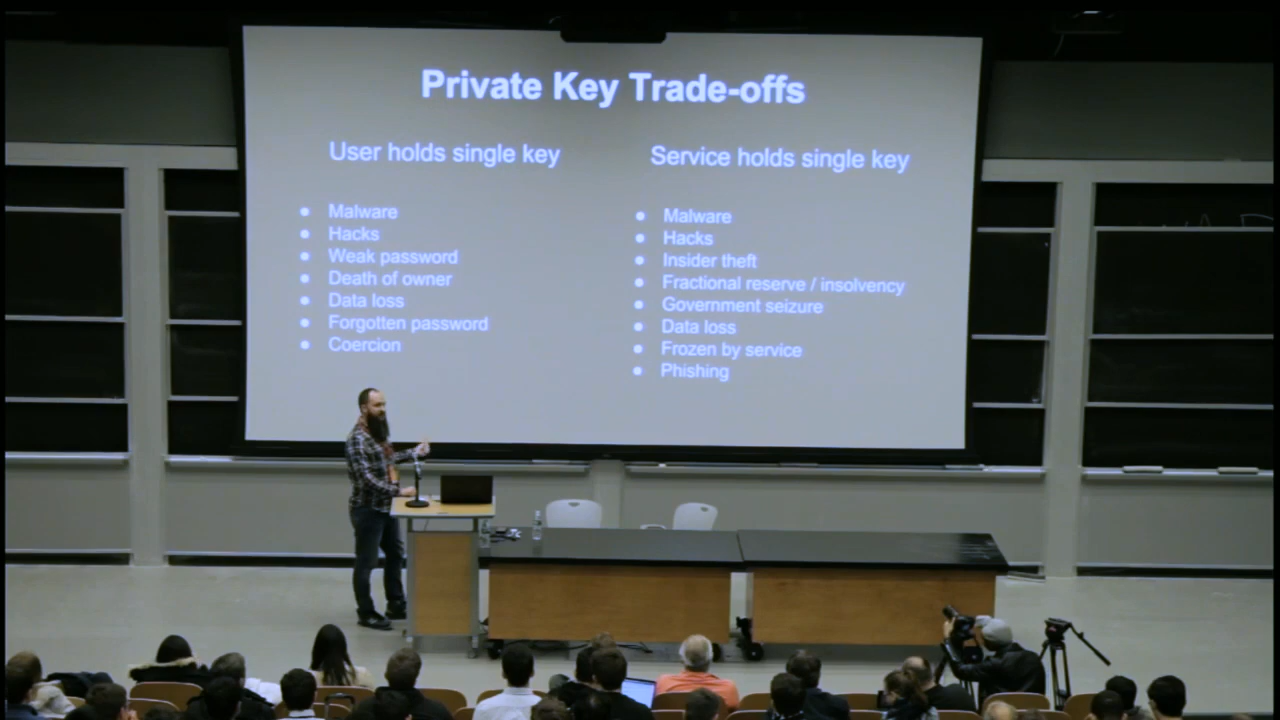 Private Key Trade-offs
User holds single key
Malware
Hacks
Weak password
Death of owner
Data loss
Forgotten password
Coercion
Service holds single key
Malware
Hacks
Insider theft
Fractional reserve / insolvency
Government seizure
Data loss
Frozen by service
Phishing